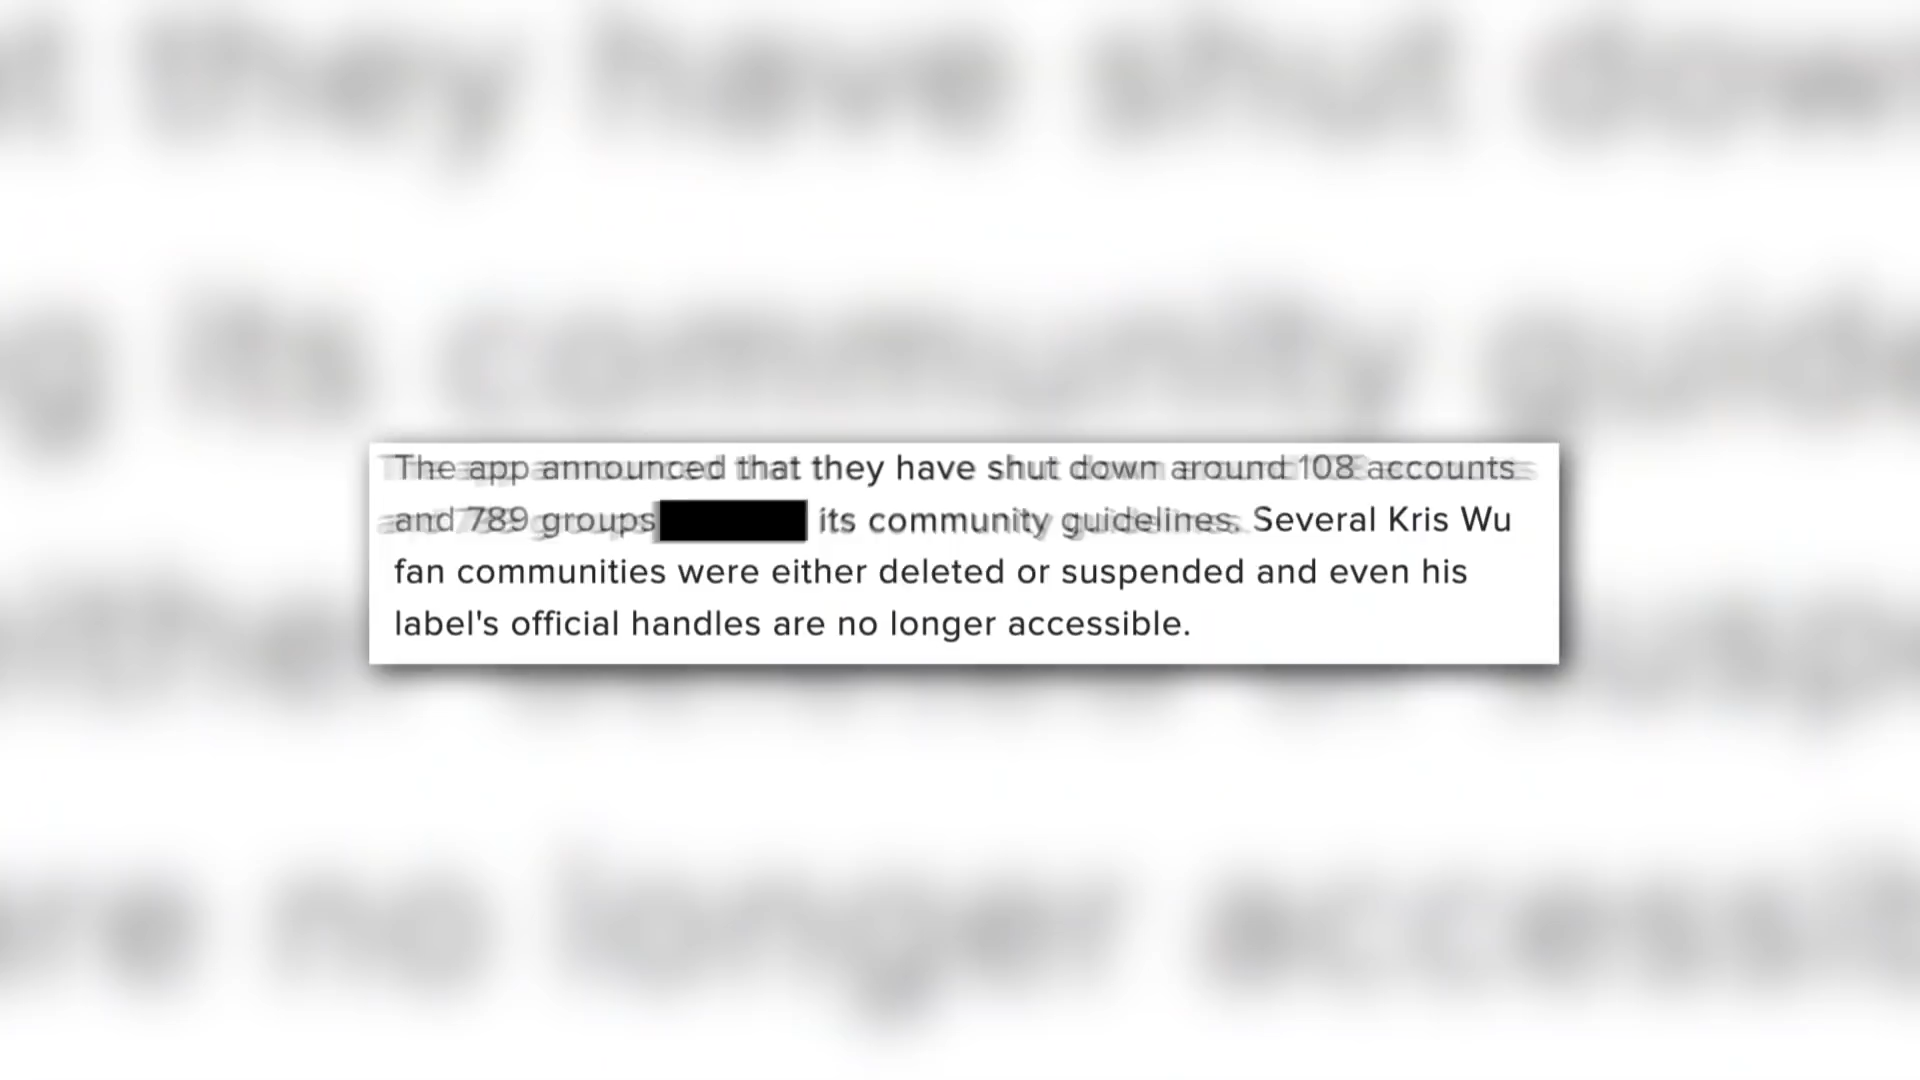 The app announced that they have shut down around 108 accounts
and 789 groups its community guidelines. Several Kris Wu
fan communities were either deleted or suspended and even his
label's official handles are no longer accessible.